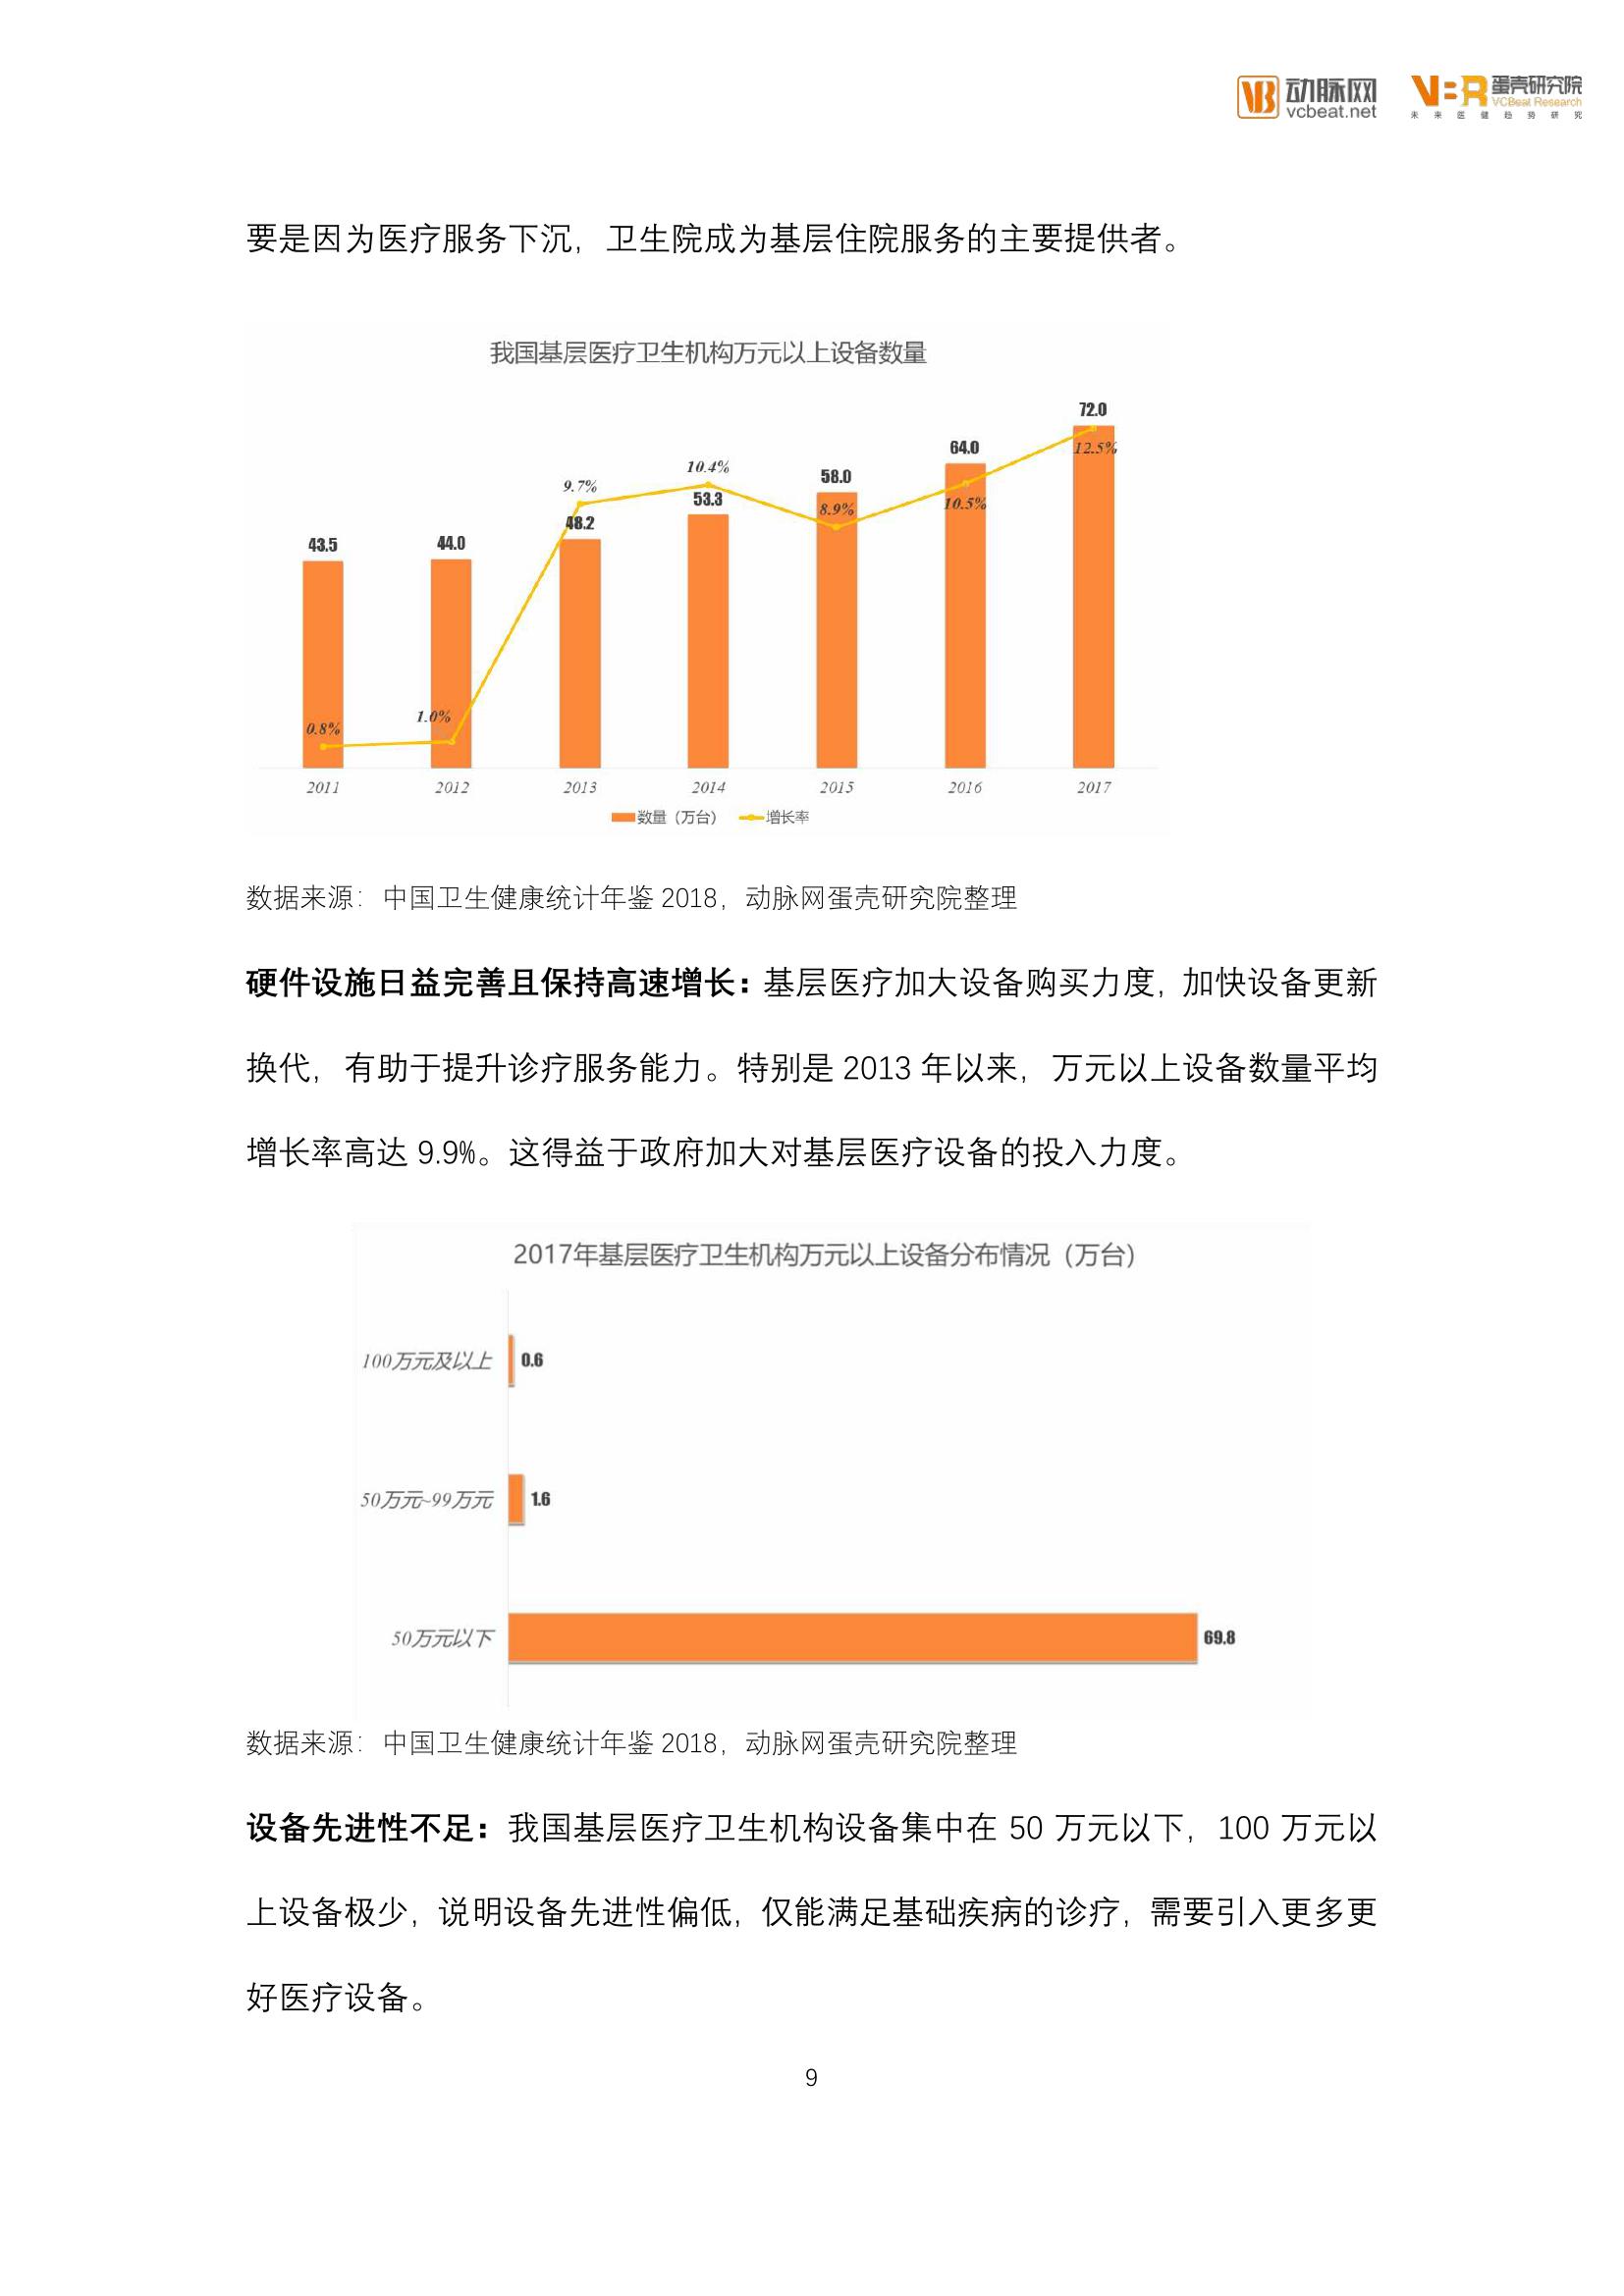 动脉网
vcbeat.net
VBR 蛋壳研究院
VCBeat Research
未来医健趋势研究
要是因为医疗服务下沉，卫生院成为基层住院服务的主要提供者。
我国基层医疗卫生机构万元以上设备数量
72.0
64.0
12.5%
10.4%
58.0
9.7%
53.3
8.9%
10.5%
48.2
43.5
44.0
1.0%
0.8%
2011 2012 2013 2014 2015 2016 2017
数量（万台） 增长率
数据来源：中国卫生健康统计年鉴 2018，动脉网蛋壳研究院整理
硬件设施日益完善且保持高速增长：基层医疗加大设备购买力度，加快设备更新
换代，有助于提升诊疗服务能力。特别是 2013 年以来，万元以上设备数量平均
增长率高达 9.9%。这得益于政府加大对基层医疗设备的投入力度。
2017年基层医疗卫生机构万元以上设备分布情况（万台）
100万元及以上 0.6
50万元~99万元 1.6
50万元以下 69.8
数据来源：中国卫生健康统计年鉴 2018，动脉网蛋壳研究院整理
设备先进性不足：我国基层医疗卫生机构设备集中在 50 万元以下，100 万元以
上设备极少，说明设备先进性偏低，仅能满足基础疾病的诊疗，需要引入更多更
好医疗设备。
9